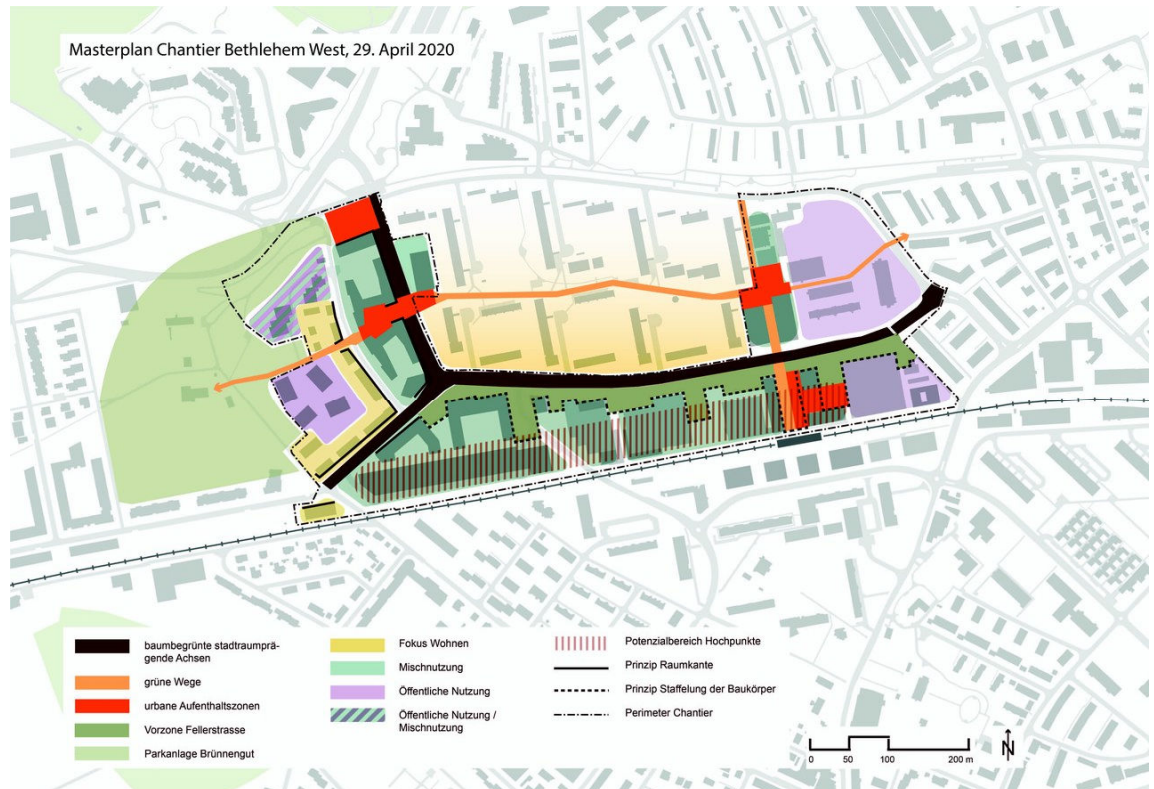 Masterplan Chantier Bethlehem West, 29. April 2020
baumbegrünte stadtraumprä-
gende Achsen
grüne Wege
urbane Aufenthaltszonen
Vorzone Fellerstrasse
Parkanlage Brünnengut
Fokus Wohnen
Mischnutzung
Öffentliche Nutzung
Öffentliche Nutzung /
Mischnutzung
Potenzialbereich Hochpunkte
Prinzip Raumkante
Prinzip Staffelung der Baukörper
Perimeter Chantier
0 50 100 200 m
N